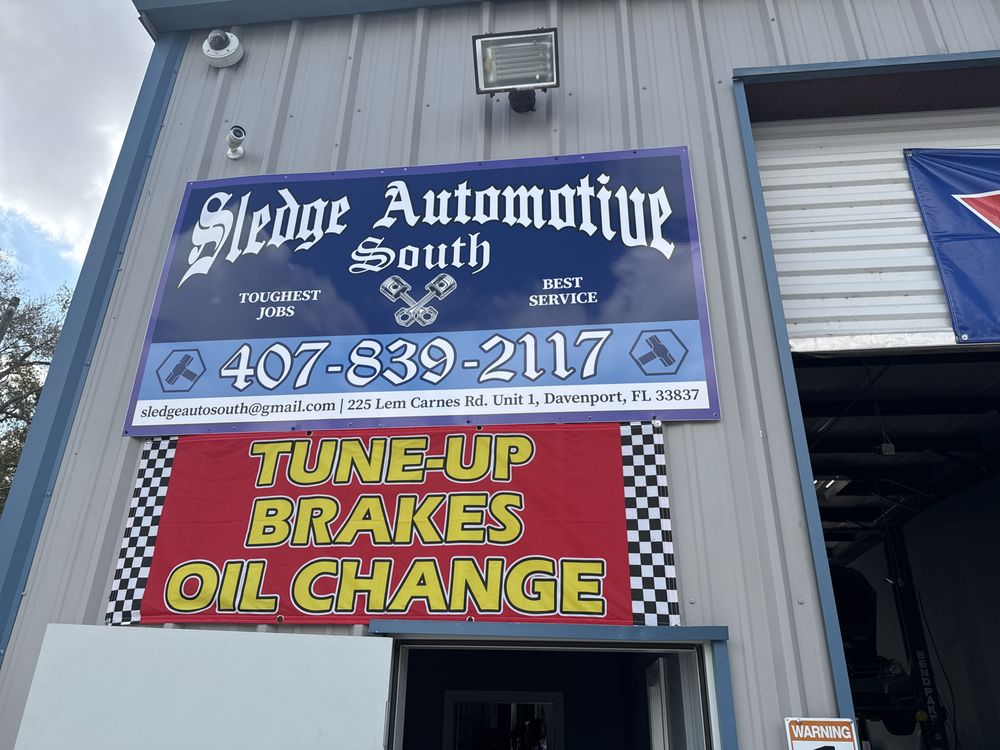 Sledge Automotive
South
TOUGHEST
JOBS
BEST
SERVICE
407-839-2117
sledgeautosouth@gmail.com | 225 Lem Carnes Rd. Unit 1, Davenport, FL 33837
TUNE-UP
BRAKES
OIL CHANGE
BENDPAK
WARNING